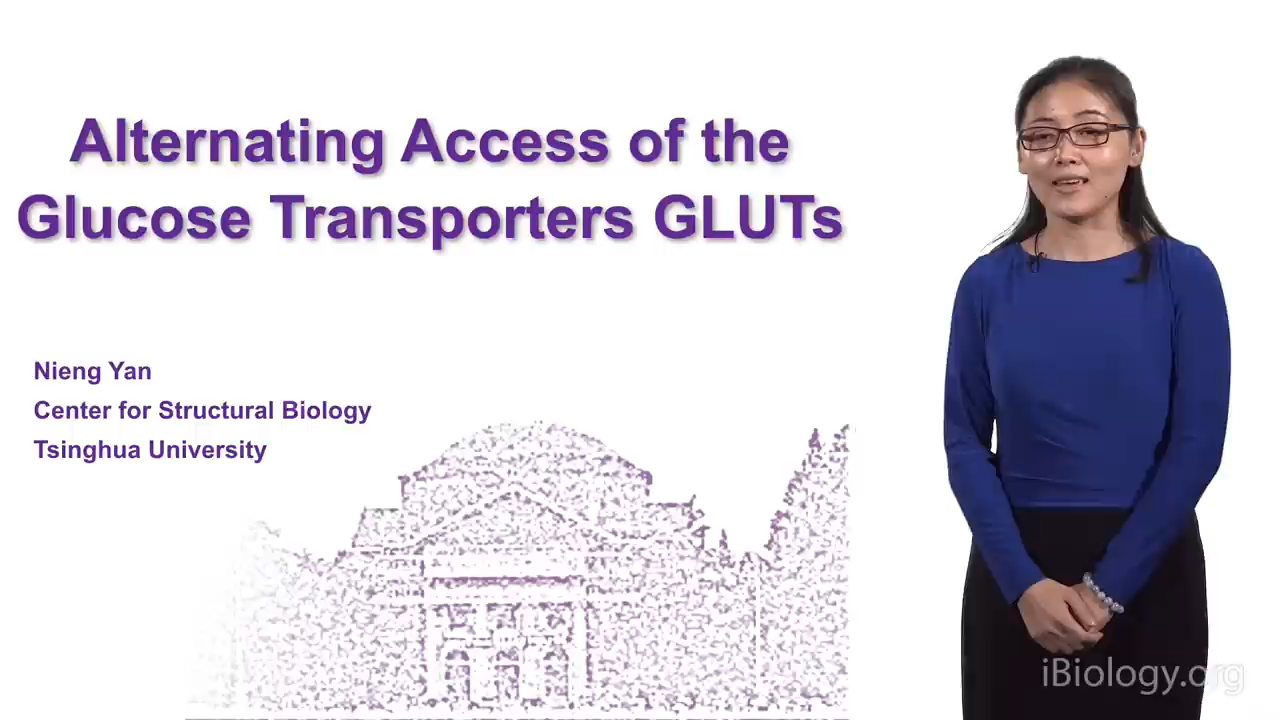 Alternating Access of the
Glucose Transporters GLUTs
Nieng Yan
Center for Structural Biology
Tsinghua University
iBiology.org